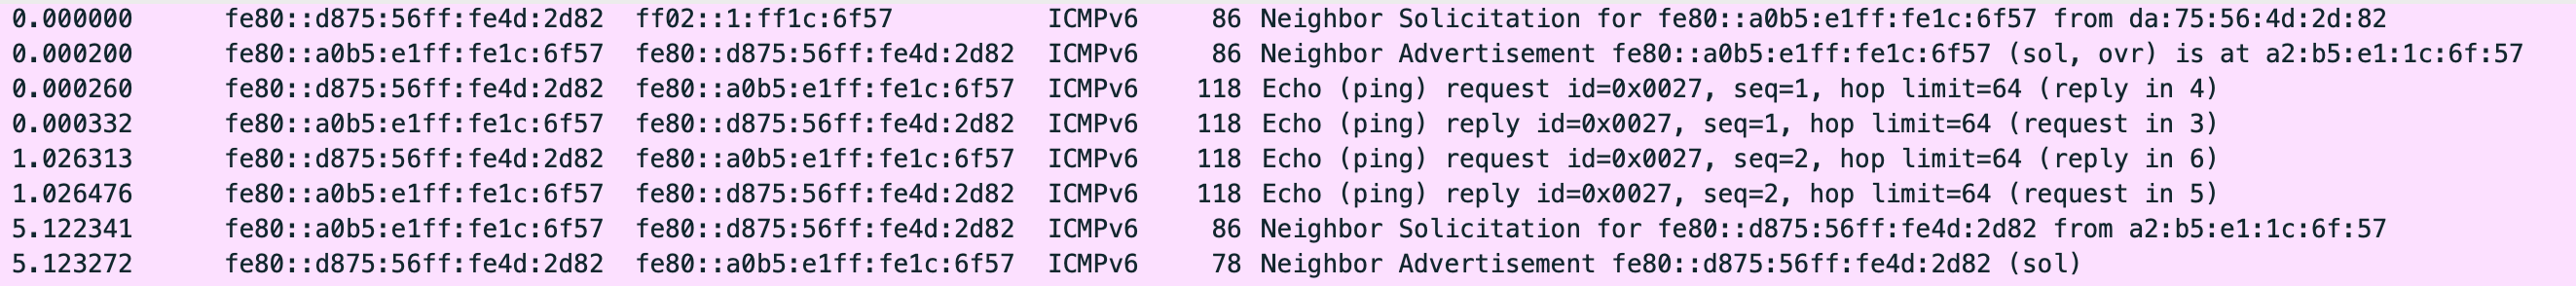 0.000000 fe80::d875:56ff:fe4d:2d82 ff02::1:ff1c:6f57 ICMPv6 86 Neighbor Solicitation for fe80::a0b5:e1ff:fe1c:6f57 from da:75:56:4d:2d:82
0.000200 fe80::a0b5:e1ff:fe1c:6f57 fe80::d875:56ff:fe4d:2d82 ICMPv6 86 Neighbor Advertisement fe80::a0b5:e1ff:fe1c:6f57 (sol, ovr) is at a2:b5:e1:1c:6f:57
0.000260 fe80::d875:56ff:fe4d:2d82 fe80::a0b5:e1ff:fe1c:6f57 ICMPv6 118 Echo (ping) request id=0x0027, seq=1, hop limit=64 (reply in 4)
0.000332 fe80::a0b5:e1ff:fe1c:6f57 fe80::d875:56ff:fe4d:2d82 ICMPv6 118 Echo (ping) reply id=0x0027, seq=1, hop limit=64 (request in 3)
1.026313 fe80::d875:56ff:fe4d:2d82 fe80::a0b5:e1ff:fe1c:6f57 ICMPv6 118 Echo (ping) request id=0x0027, seq=2, hop limit=64 (reply in 6)
1.026476 fe80::a0b5:e1ff:fe1c:6f57 fe80::d875:56ff:fe4d:2d82 ICMPv6 118 Echo (ping) reply id=0x0027, seq=2, hop limit=64 (request in 5)
5.122341 fe80::a0b5:e1ff:fe1c:6f57 fe80::d875:56ff:fe4d:2d82 ICMPv6 86 Neighbor Solicitation for fe80::d875:56ff:fe4d:2d82 from a2:b5:e1:1c:6f:57
5.123272 fe80::d875:56ff:fe4d:2d82 fe80::a0b5:e1ff:fe1c:6f57 ICMPv6 78 Neighbor Advertisement fe80::d875:56ff:fe4d:2d82 (sol)